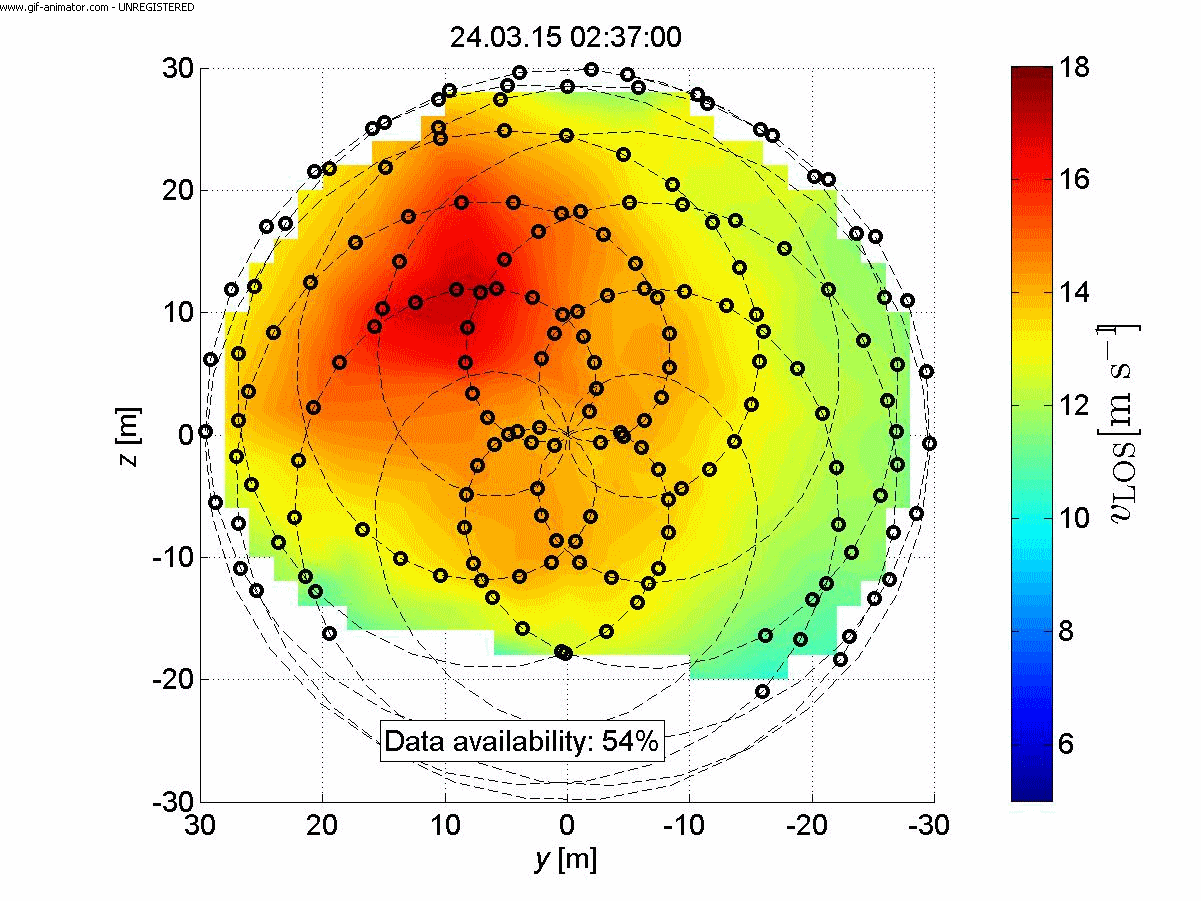 www.gif-animator.com - UNREGISTERED
24.03.15 02:37:00
30
20
10
0
-10
-20
-30
z [m]
30 20 10 0 -10 -20 -30
y [m]
Data availability: 54%
18
16
14
12
10
8
6
vLOS[m s⁻¹]